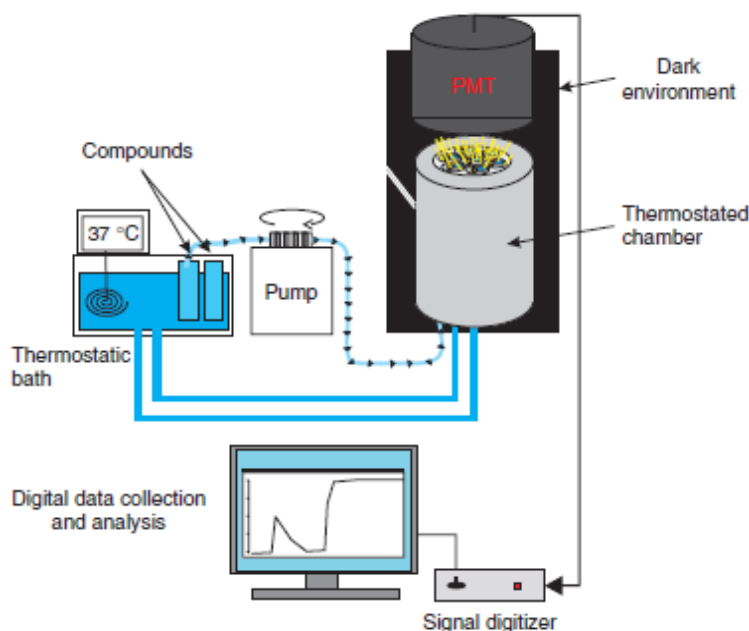 PMT
Dark
environment
Compounds
37 °C
Thermostated
chamber
Pump
Thermostatic
bath
Digital data collection
and analysis
Signal digitizer